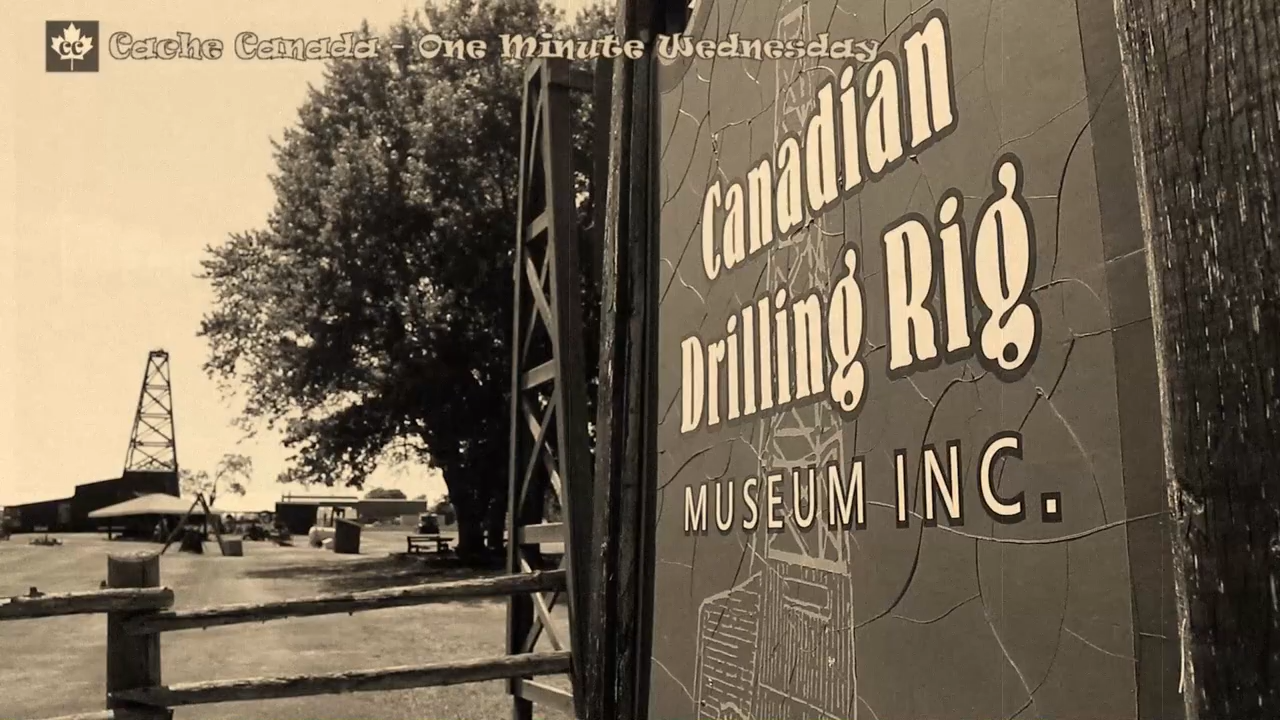 CC
Cache Canada - One Minute Wednesday
Canadian
Drilling Rig
MUSEUM INC.